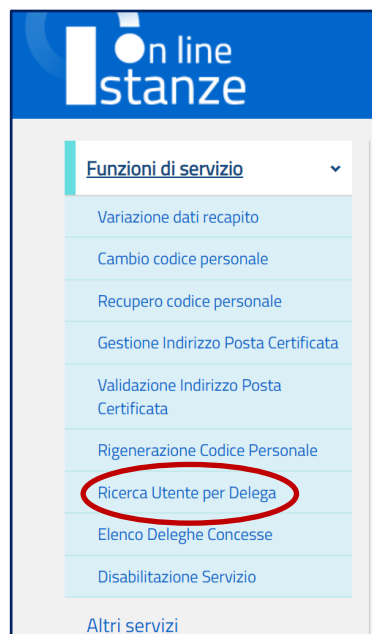 On line
Istanze
Funzioni di servizio
Variazione dati recapito
Cambio codice personale
Recupero codice personale
Gestione Indirizzo Posta Certificata
Validazione Indirizzo Posta
Certificata
Rigenerazione Codice Personale
Ricerca Utente per Delega
Elenco Deleghe Concesse
Disabilitazione Servizio
Altri servizi